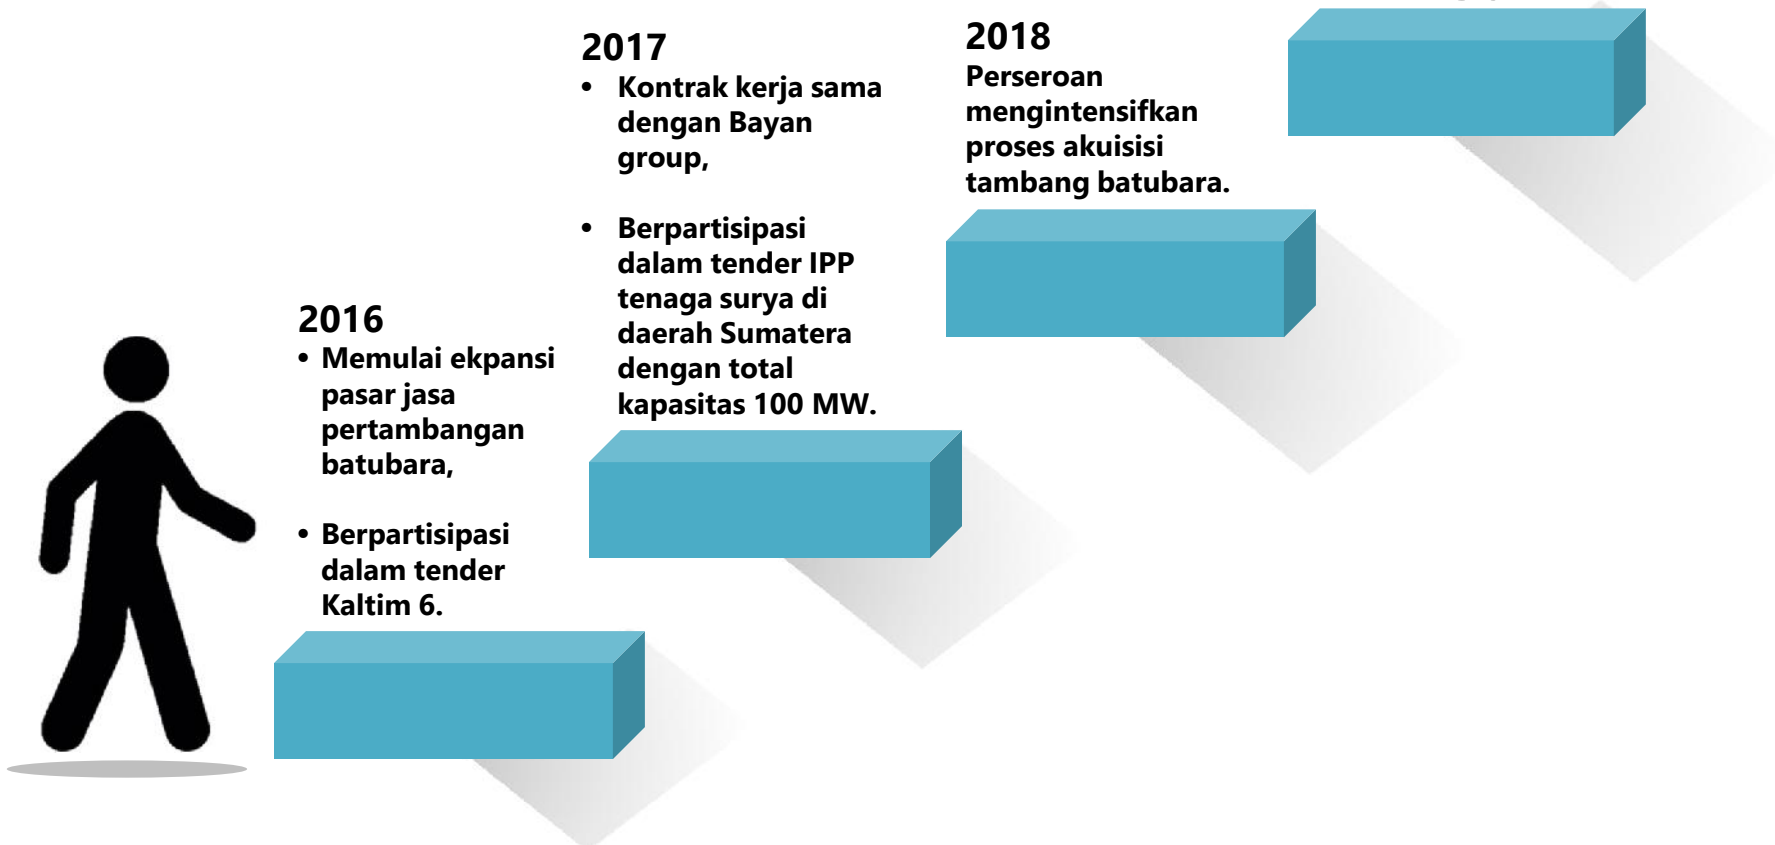 2016
• Memulai ekpansi
pasar jasa
pertambangan
batubara,
• Berpartisipasi
dalam tender
Kaltim 6.
2017
• Kontrak kerja sama
dengan Bayan
group,
• Berpartisipasi
dalam tender IPP
tenaga surya di
daerah Sumatera
dengan total
kapasitas 100 MW.
2018
Perseroan
mengintensifkan
proses akuisisi
tambang batubara.